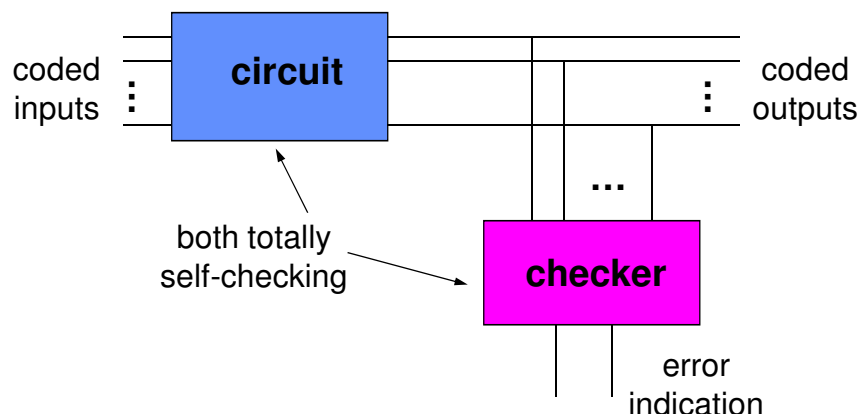 coded
inputs
circuit
coded
outputs
...
both totally
self-checking
checker
error
indication